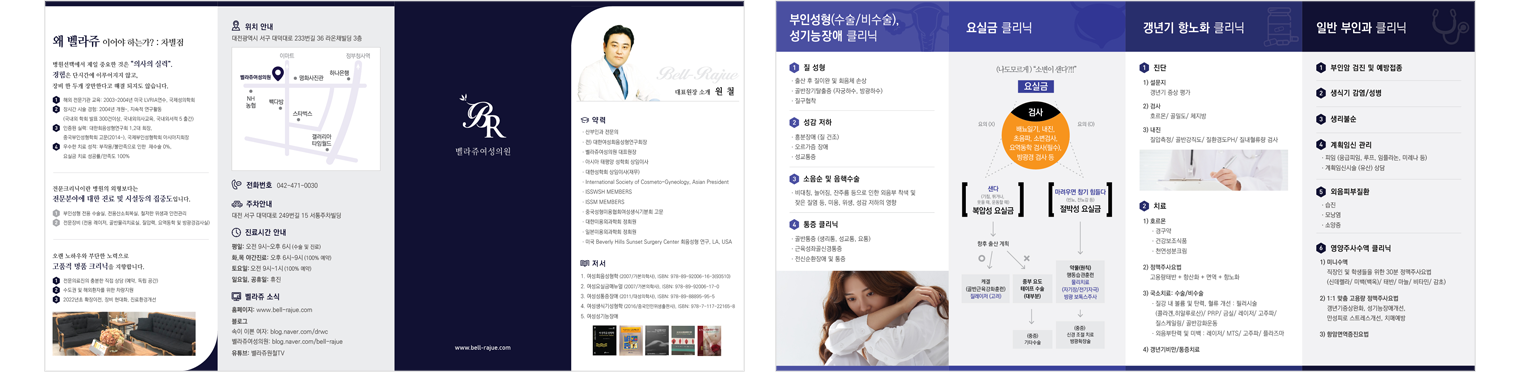 왜 벨라쥬 이어야 하는가? : 차별점
병원선택에서 제일 중요한 것은 "의사의 실력",
경험은 단시간에 이루어지지 않고,
장비 한 두개 장만한다고 해결 되지도 않습니다.
1 해외 전문기관 교육: 2003~2004년 미국 LVRIA연수, 국제성의학회
2 장시간 시술 경험: 2004년 개원~, 지속적 연구활동
(국내외 학회 발표 300건이상, 국내외의사교육, 국내외서적 5 출간)
3 인증된 실력: 대한회음성형연구회 1,2대 회장,
중국부인성형학회 고문(2014~), 국제부인성형학회 아시아지회장
4 우수한 치료 성적: 부작용/불만족으로 인한 재수술 0%,
요실금 치료 성공률/만족도 100%
전문크리닉이란 병원의 외형보다는
전문분야에 대한 진료 및 시설등의 집중도입니다.
1 부인성형 전용 수술실, 전용산소회복실, 철저한 위생과 안전관리
2 전문장비 (전용 레이저, 골반물리치료실, 질압력, 요역동학 및 방광경검사실)
오랜 노하우와 부단한 노력으로
고품격 명품 크리닉을 지향합니다.
1 전문의료진의 충분한 직접 상담 (예약, 독립 공간)
2 수도권 및 해외환자를 위한 차량지원
3 2022년초 확장이전, 장비 현대화, 진료환경개선
위치 안내
대전광역시 서구 대덕대로 233번길 36 라온채빌딩 3층
이마트
정부청사역
벨라쥬여성의원
영화사진관
하나은행
NH
농협
빽다방
스타벅스
갤러리아
타임월드
전화번호 042-471-0030
주차안내
대전 서구 대덕대로 249번길 15 서통주차빌딩
진료시간 안내
평일: 오전 9시~오후 6시 (수술 및 진료)
화,목 야간진료: 오후 6시~9시 (100% 예약)
토요일: 오전 9시~1시 (100% 예약)
일요일, 공휴일: 휴진
벨라쥬 소식
홈페이지: www.bell-rajue.com
블로그
속이 이쁜 여자: blog.naver.com/drwc
벨라쥬여성의원: blog.naver.com/bell-rajue
유튜브: 벨라쥬원철TV
BR
벨라쥬여성의원
www.bell-rajue.com
Bell-Rajue
대표원장 소개 원 철
약력
· 산부인과 전문의
· 전) 대한여성회음성형연구회장
· 벨라쥬여성의원 대표원장
· 아시아 태평양 성학회 상임이사
· 대한성학회 상임이사(재무)
· International Society of Cosmeto-Gynecology, Asian President
· ISSWSH MEMBERS
· ISSM MEMBERS
· 중국성형미용협회여성생식기분회 고문
· 대한미용외과학회 정회원
· 일본미용외과학회 정회원
· 미국 Beverly Hills Sunset Surgery Center 회음성형 연구, LA, USA
저서
1. 여성회음성형학 (2007/기본의학사), ISBN: 978-89-92006-16-3(93510)
2. 여성요실금메뉴얼 (2007/기본의학사), ISBN: 978-89-92006-17-0
3. 여성성통증장애 (2011/대성의학사), ISBN: 978-89-88895-95-5
4. 여성생식기성형학 (2016/중국인민위생출판사), ISBN: 978-7-117-22165-8
5. 여성성기능장애
부인성형(수술/비수술),
성기능장애 클리닉
1 질 성형
· 출산 후 질이완 및 회음체 손상
· 골반장기탈출증 (자궁하수, 방광하수)
· 질구협착
2 성감 저하
· 흥분장애 (질 건조)
· 오르가즘 장애
· 성교통증
3 소음순 및 음핵수술
· 비대칭, 늘어짐, 잔주름 등으로 인한 외음부 착색 및
잦은 질염 등, 미용, 위생, 성감 저하의 영향
4 통증 클리닉
· 골반통증 (생리통, 성교통, 요통)
· 근육성좌골신경통증
· 전신순환장애 및 통증
요실금 클리닉
(나도모르게) "소변이 샌다?!!"
요실금
검사
배뇨일기, 내진,
초음파, 소변검사,
요역동학 검사(필수),
방광경 검사 등
요의 (X)
요의 (O)
샌다
복압성 요실금
마려우면 참기 힘들다
절박성 요실금
향후 출산 계획
O
X
케겔
(골반근육강화훈련)
질레이저 (고려)
중부 요도
테이프 수술
(대부분)
약물(원칙)
행동습관훈련
물리치료
(자기장/전기자극)
방광 보톡스주사
(중증)
기타수술
(중증)
신경 조절 치료
방광확장술
갱년기 항노화 클리닉
1 진단
1) 설문지
갱년기 증상 평가
2) 검사
호르몬/ 골밀도/ 체지방
3) 내진
질압측정/ 골반강직도/ 질환경도PH/ 질내혈류량 검사
2 치료
1) 호르몬
· 경구약
· 건강보조식품
· 천연성분크림
2) 정맥주사요법
고용량태반 + 항산화 + 면역 + 항노화
3) 국소치료: 수술/비수술
· 질강 내 볼륨 및 탄력, 혈류 개선 : 필러시술
(콜라겐,히알루론산)/ PRP/ 금실/ 레이저/ 고주파/
질스케일링/ 골반강화운동
· 외음부탄력 및 미백 : 레이저/ MTS/ 고주파/ 플라즈마
4) 갱년기비만/통증치료
일반 부인과 클리닉
1 부인암 검진 및 예방접종
2 생식기 감염/성병
3 생리불순
4 계획임신 관리
· 피임 (응급피임, 루프, 임플라논, 미레나 등)
· 계획임신시술 (유산) 상담
5 외음피부질환
· 습진
· 모낭염
· 소양증
6 영양주사수액 클리닉
1) 미니수액
직장인 및 학생들을 위한 30분 정맥주사요법
(신데렐라/ 미백(백옥)/ 태반/ 마늘/ 비타민/ 감초)
2) 1:1 맞춤 고용량 정맥주사요법
갱년기증상완화, 성기능장애개선,
만성피로 스트레스개선, 치매예방
3) 항암면역증진요법